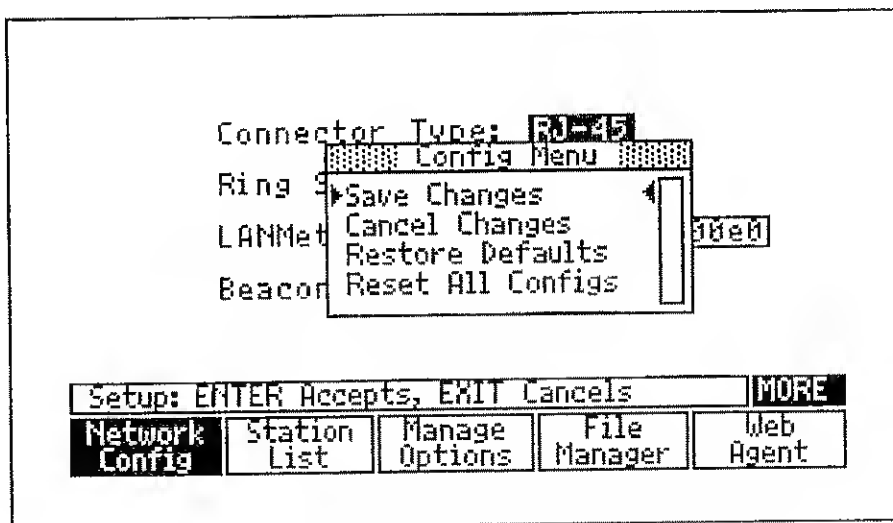 Connector Type: RJ-45
Config Menu
Ring S
Save Changes
Cancel Changes
LANMet
00e0
Restore Defaults
Beacon
Reset All Configs
Setup: ENTER Accepts, EXIT Cancels MORE
Network Config
Station List
Manage Options
File Manager
Web Agent